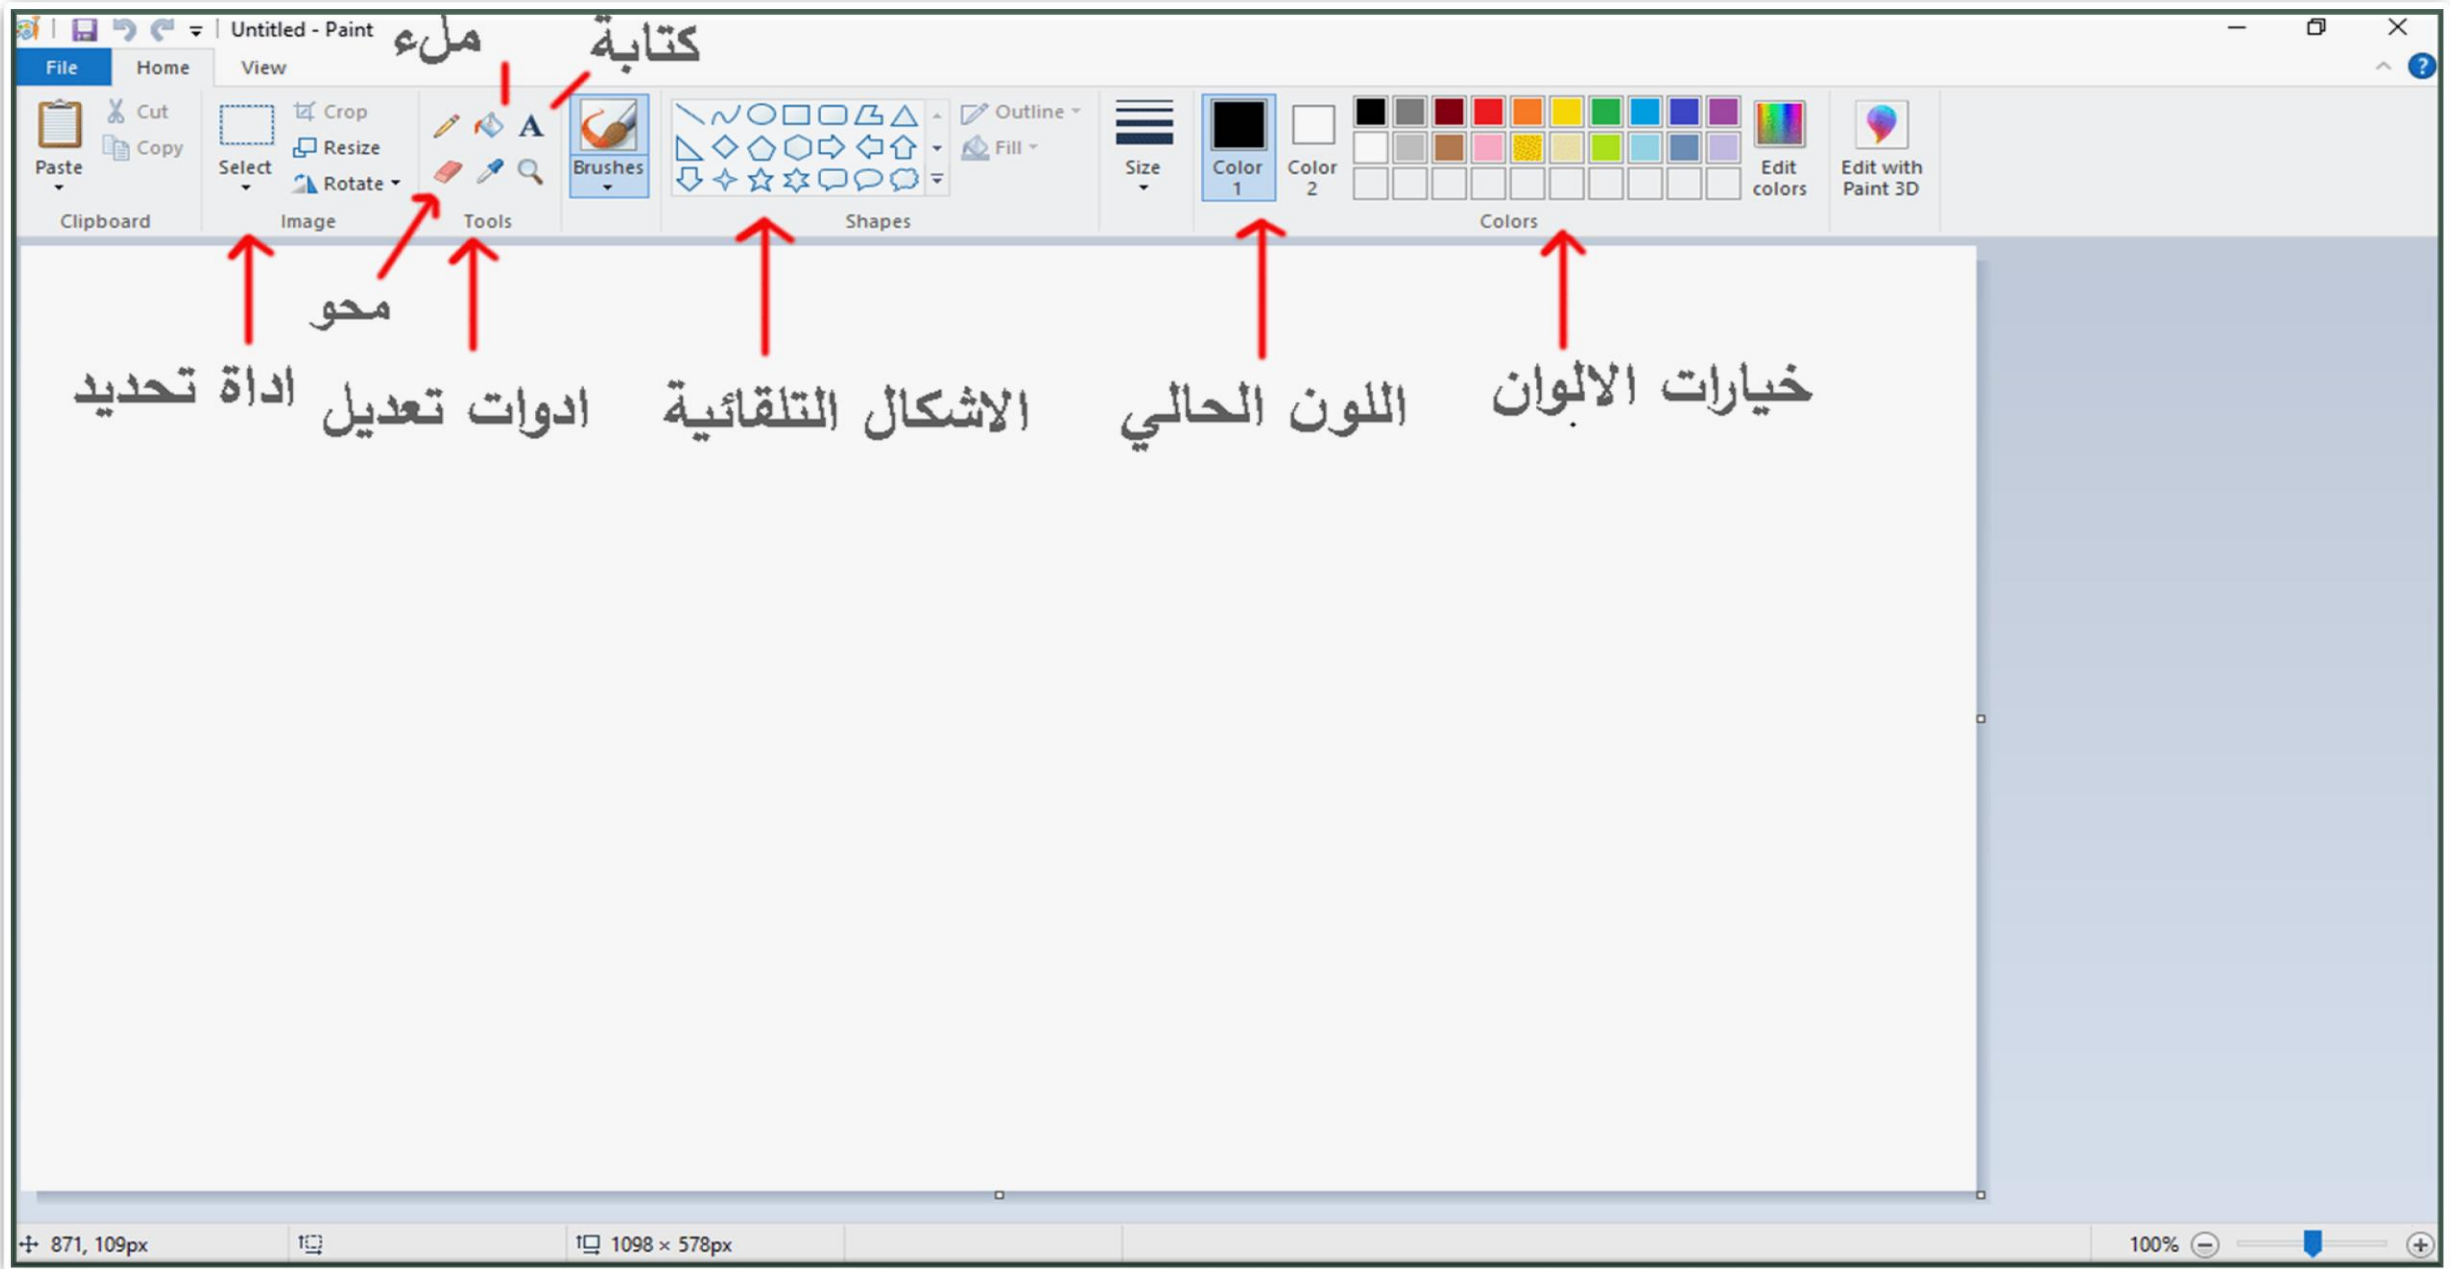 Untitled - Paint
ملء
كتابة
File Home View
Cut
Copy
Paste
Clipboard
Select
Crop
Resize
Rotate
Image
Tools
Brushes
Outline
Fill
Shapes
Size
Color 1
Color 2
Edit colors
Colors
Edit with Paint 3D
محو
اداة تحديد
ادوات تعديل
الاشكال التلقائية
اللون الحالي
خيارات الالوان
871, 109px
1098 × 578px
100%